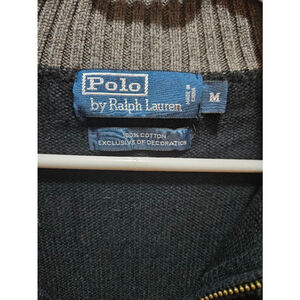 Polo
by Ralph Lauren
M
MADE IN
CHINA
100% COTTON
EXCLUSIVE OF DECORATION